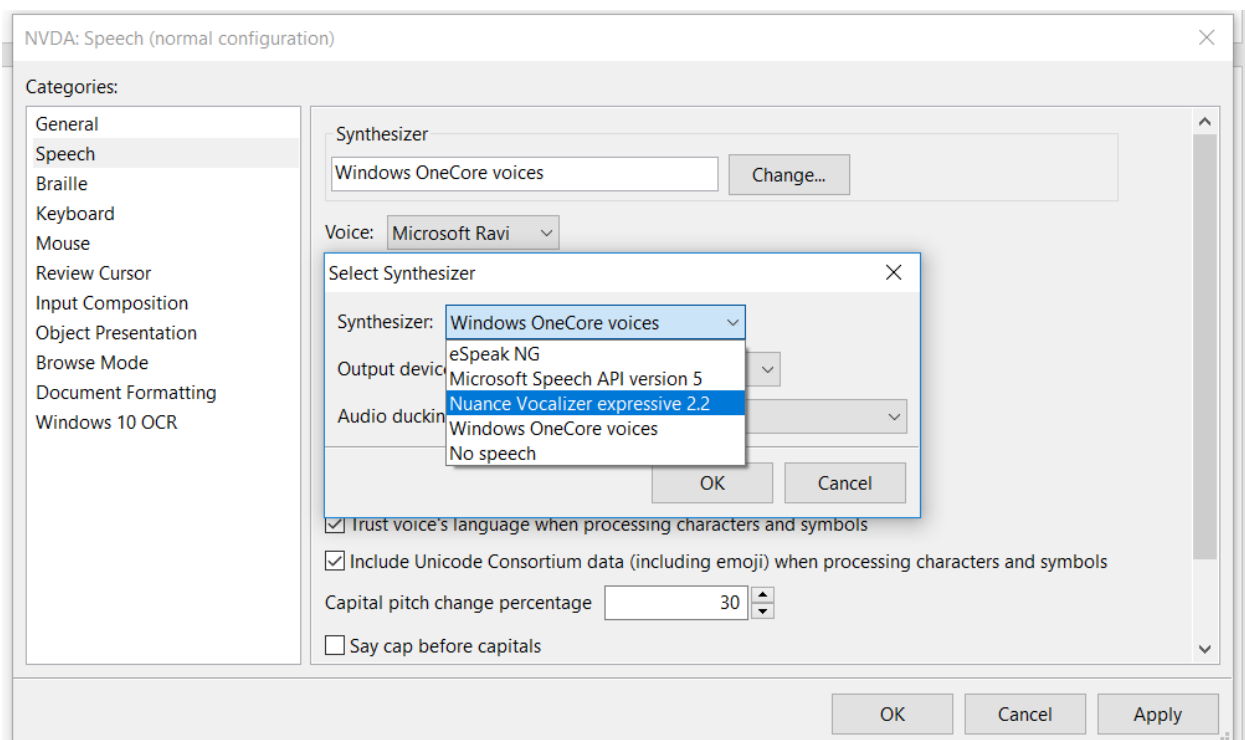 NVDA: Speech (normal configuration)
Categories:
General
Speech
Braille
Keyboard
Mouse
Review Cursor
Input Composition
Object Presentation
Browse Mode
Document Formatting
Windows 10 OCR
Synthesizer
Windows OneCore voices
Change...
Voice: Microsoft Ravi
Select Synthesizer
Synthesizer: Windows OneCore voices
eSpeak NG
Microsoft Speech API version 5
Nuance Vocalizer expressive 2.2
Windows OneCore voices
No speech
Output devic
Audio duckin
OK Cancel
Trust voice's language when processing characters and symbols
Include Unicode Consortium data (including emoji) when processing characters and symbols
Capital pitch change percentage 30
Say cap before capitals
OK Cancel Apply